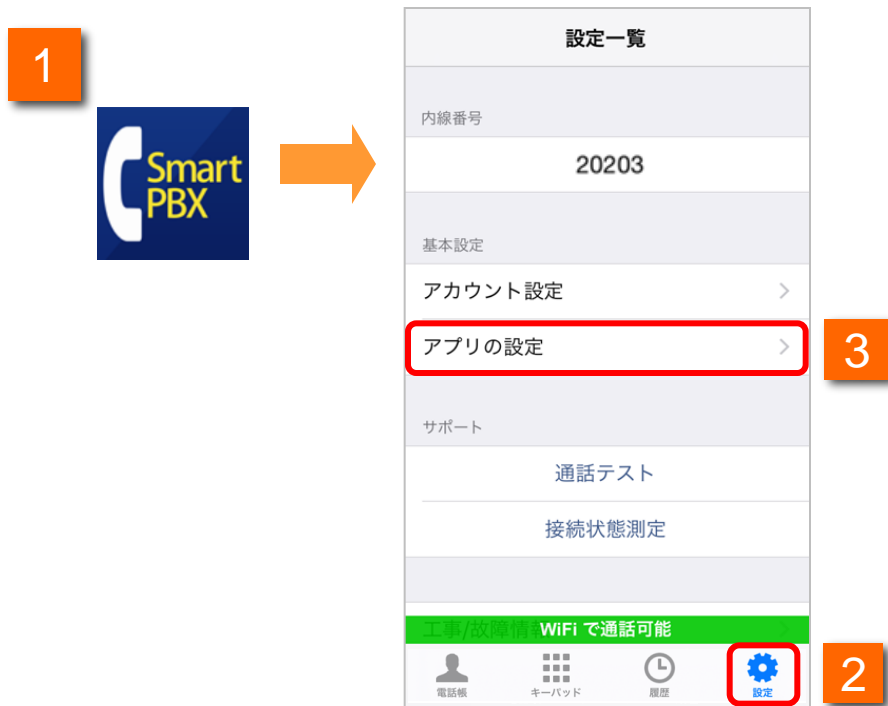 1
Smart
PBX
設定一覧
内線番号
20203
基本設定
アカウント設定
アプリの設定
3
サポート
通話テスト
接続状態測定
工事/故障情報
WiFi で通話可能
電話帳
キーパッド
履歴
設定
2